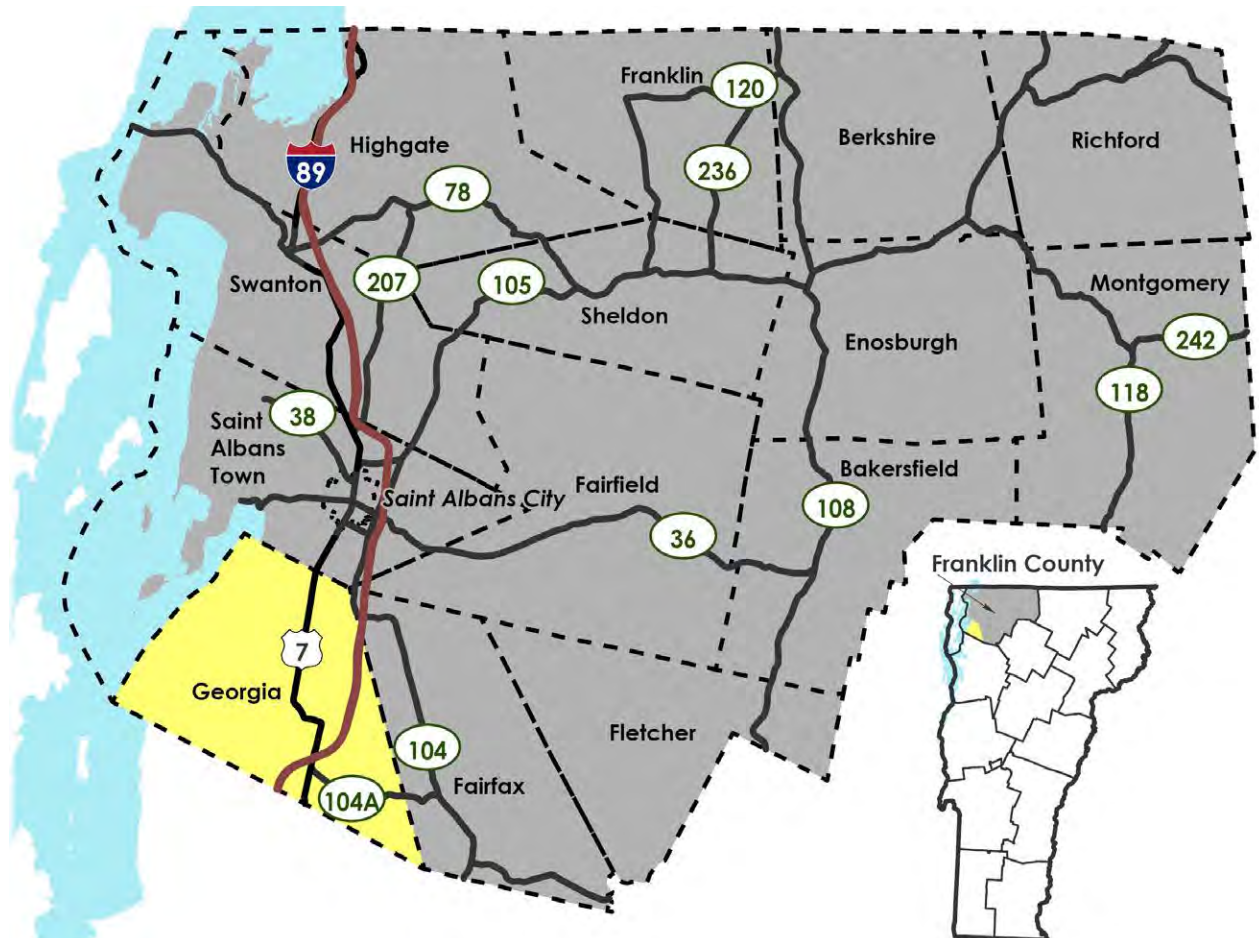 Franklin
120
Berkshire
Richford
Highgate
89
236
78
Swanton
207
105
Sheldon
Montgomery
Enosburgh
242
118
38
Saint
Albans
Town
Saint Albans City
Fairfield
Bakersfield
108
36
Franklin County
7
Georgia
Fletcher
104
Fairfax
104A